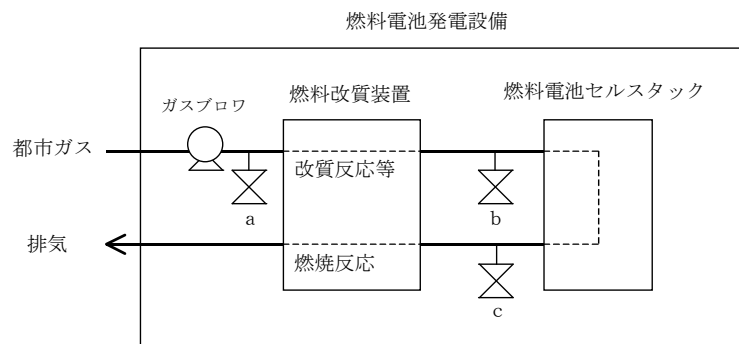 燃料電池発電設備
ガスブロワ
燃料改質装置
燃料電池セルスタック
都市ガス
改質反応等
a
b
排気
燃焼反応
c